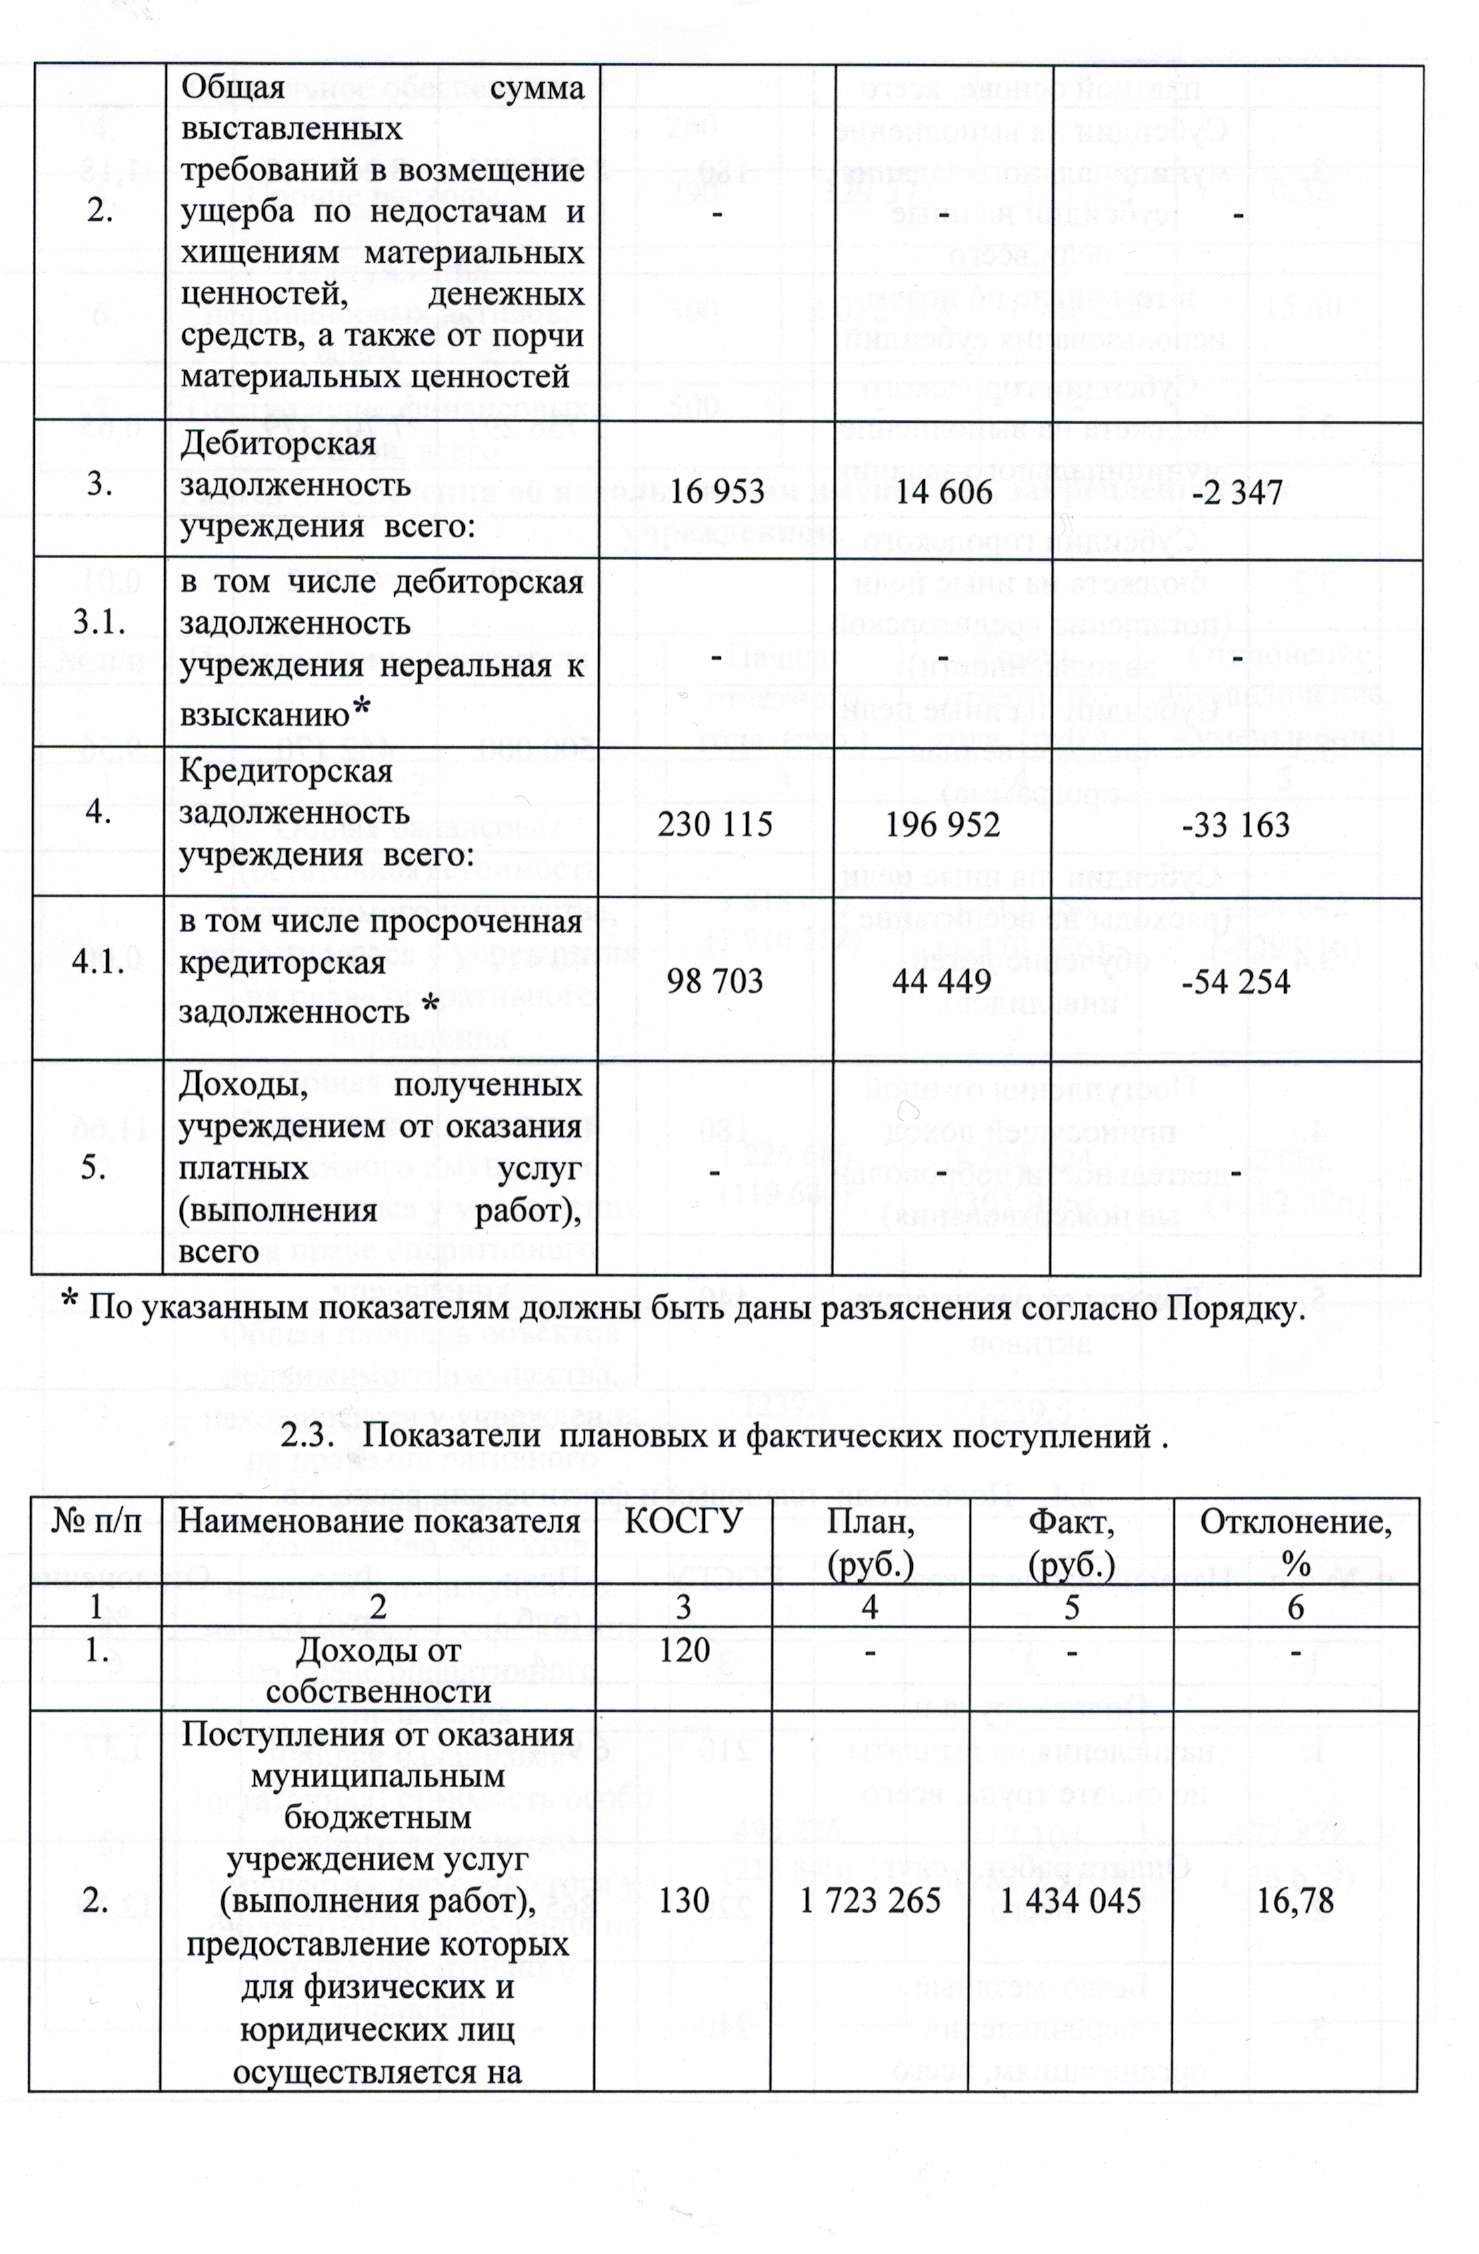 Общая сумма
выставленных
требований в возмещение
2. ущерба по недостачам и - - -
хищениям материальных
ценностей, денежных
средств, а также от порчи
материальных ценностей
Дебиторская
3. задолженность 16 953 14 606 -2 347
учреждения всего:
в том числе дебиторская
3.1. задолженность
учреждения нереальная к - - -
взысканию*
Кредиторская
4. задолженность 230 115 196 952 -33 163
учреждения всего:
в том числе просроченная
4.1. кредиторская 98 703 44 449 -54 254
задолженность *
Доходы, полученных
учреждением от оказания
5. платных услуг - - -
(выполнения работ),
всего
* По указанным показателям должны быть даны разъяснения согласно Порядку.
2.3. Показатели плановых и фактических поступлений .
№ п/п Наименование показателя КОСГУ План, Факт, Отклонение,
(руб.) (руб.) %
1 2 3 4 5 6
1. Доходы от 120 - - -
собственности
Поступления от оказания
муниципальным
бюджетным
учреждением услуг
2. (выполнения работ), 130 1 723 265 1 434 045 16,78
предоставление которых
для физических и
юридических лиц
осуществляется на